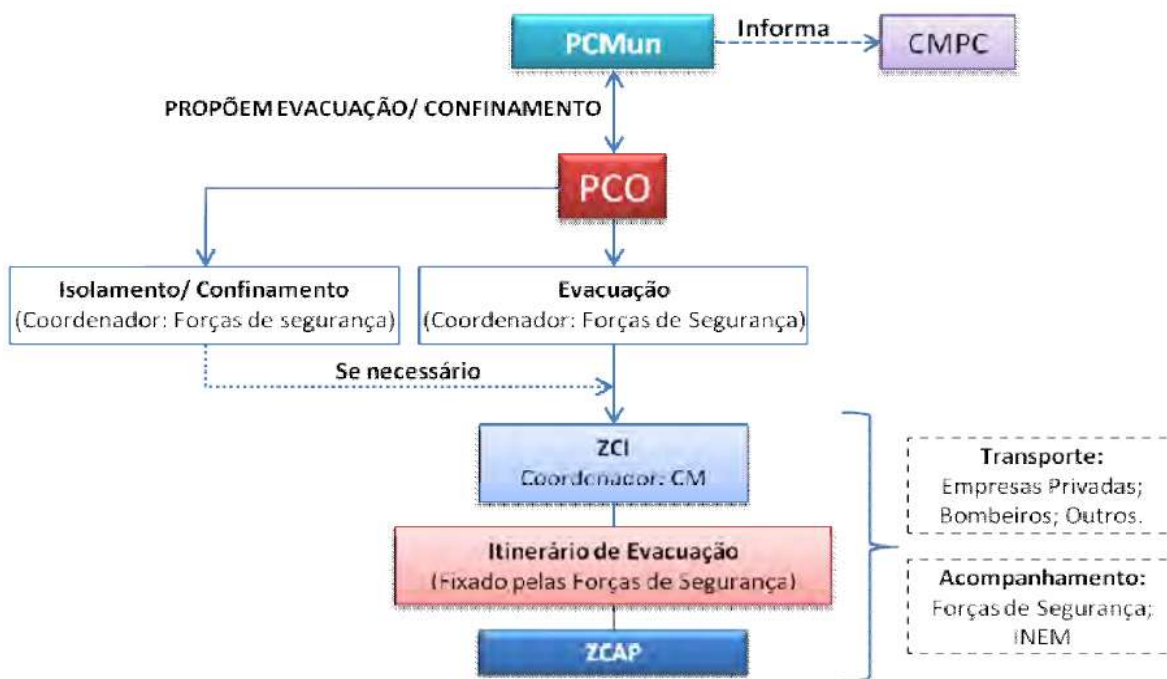 PCMun
Informa
CMPC
PROPÕEM EVACUAÇÃO/ CONFINAMENTO
PCO
Isolamento/ Confinamento
(Coordenador: Forças de segurança)
Evacuação
(Coordenador: Forças de Segurança)
Se necessário
ZCI
Coordenador: CM
Itinerário de Evacuação
(Fixado pelas Forças de Segurança)
ZCAP
Transporte:
Empresas Privadas;
Bombeiros; Outros.
Acompanhamento:
Forças de Segurança;
INEM